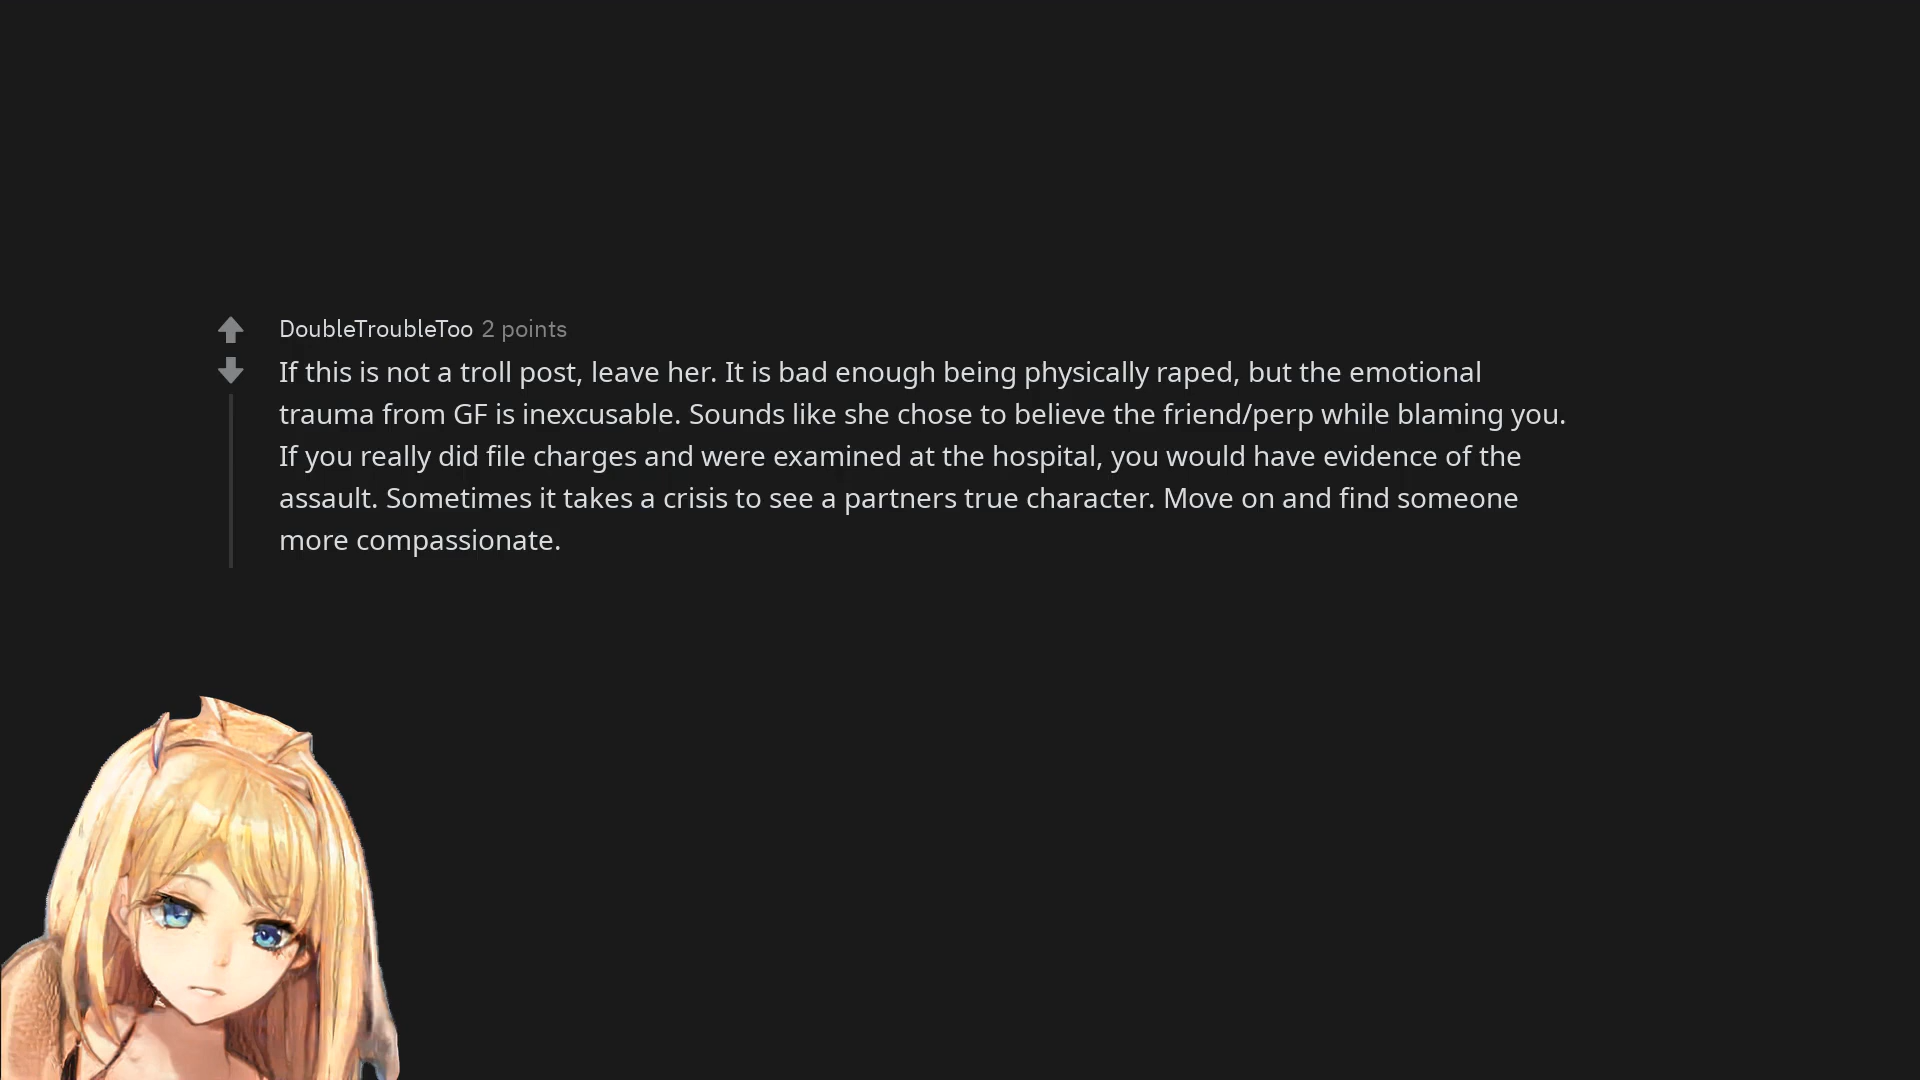 DoubleTroubleToo 2 points
If this is not a troll post, leave her. It is bad enough being physically raped, but the emotional
trauma from GF is inexcusable. Sounds like she chose to believe the friend/perp while blaming you.
If you really did file charges and were examined at the hospital, you would have evidence of the
assault. Sometimes it takes a crisis to see a partners true character. Move on and find someone
more compassionate.